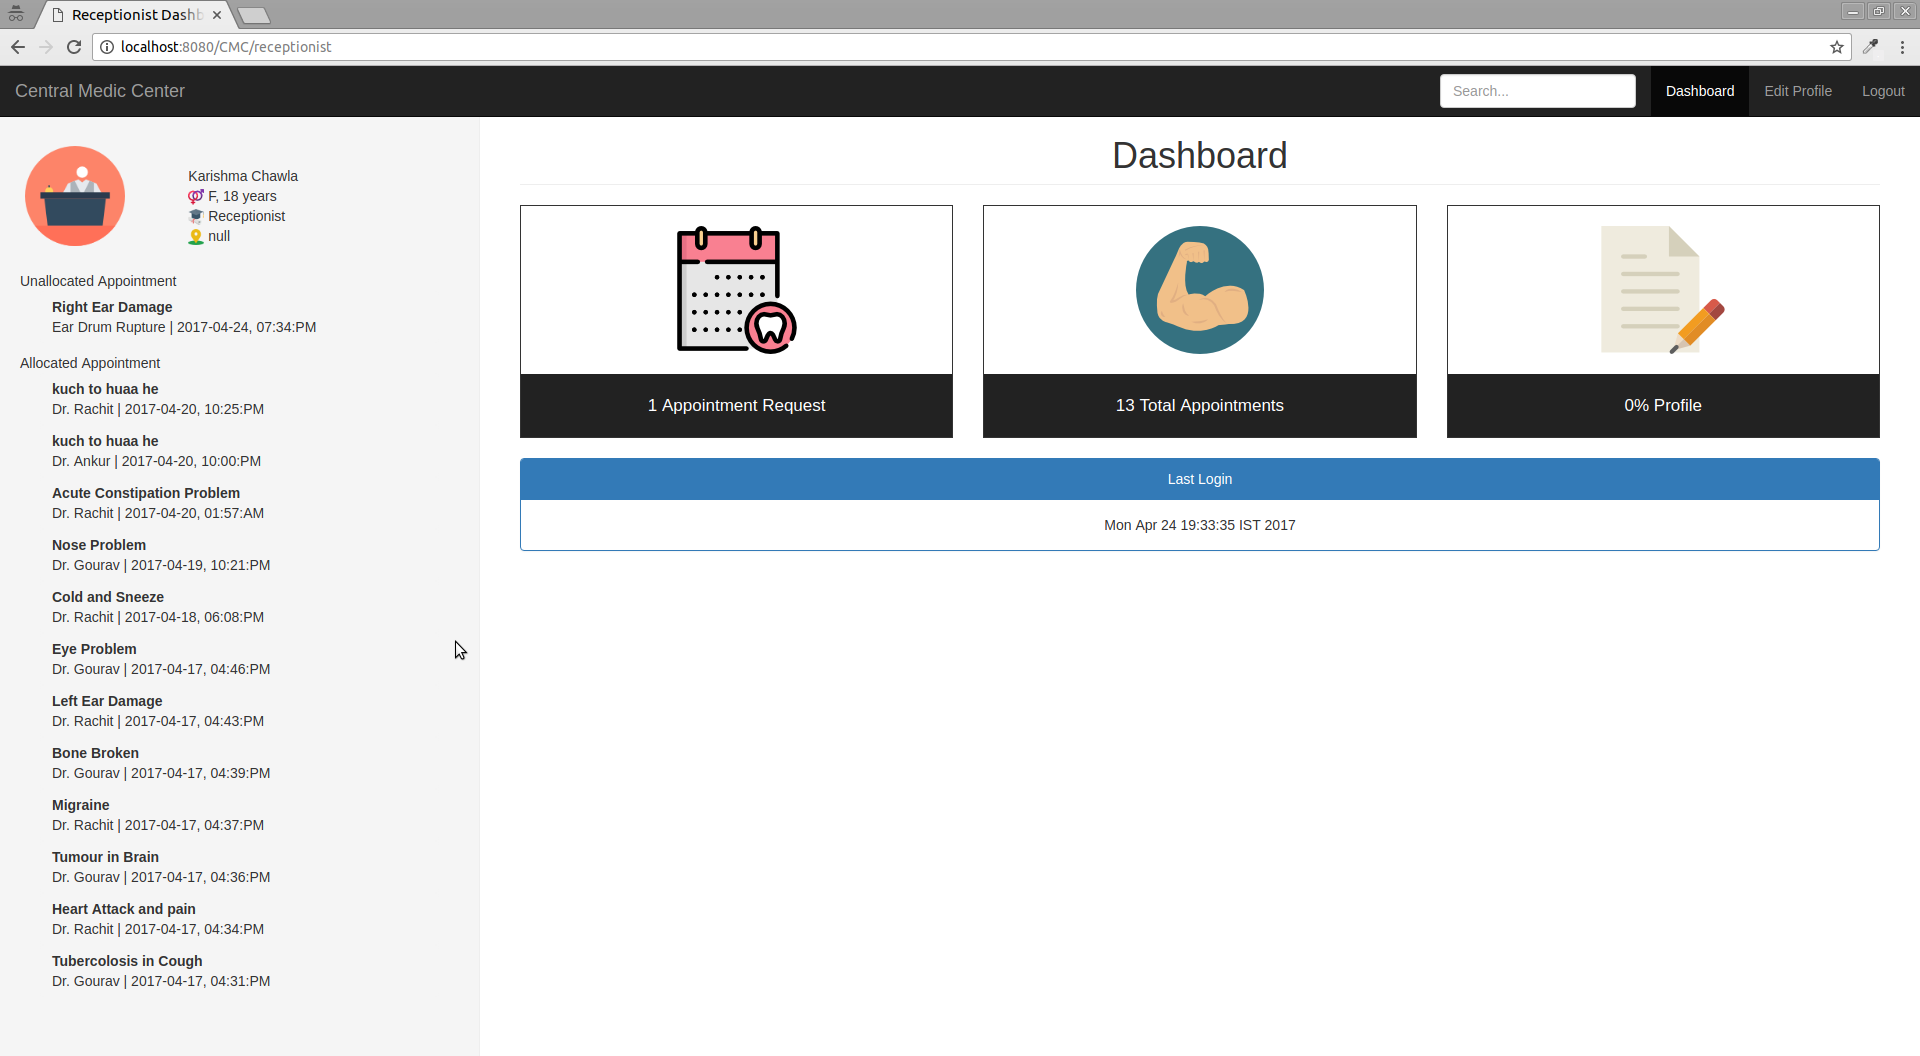 Receptionist Dashb
localhost:8080/CMC/receptionist
Central Medic Center
Search...
Dashboard
Edit Profile
Logout
Karishma Chawla
F, 18 years
Receptionist
null
Unallocated Appointment
Right Ear Damage
Ear Drum Rupture | 2017-04-24, 07:34:PM
Allocated Appointment
kuch to huaa he
Dr. Rachit | 2017-04-20, 10:25:PM
kuch to huaa he
Dr. Ankur | 2017-04-20, 10:00:PM
Acute Constipation Problem
Dr. Rachit | 2017-04-20, 01:57:AM
Nose Problem
Dr. Gourav | 2017-04-19, 10:21:PM
Cold and Sneeze
Dr. Rachit | 2017-04-18, 06:08:PM
Eye Problem
Dr. Gourav | 2017-04-17, 04:46:PM
Left Ear Damage
Dr. Rachit | 2017-04-17, 04:43:PM
Bone Broken
Dr. Gourav | 2017-04-17, 04:39:PM
Migraine
Dr. Rachit | 2017-04-17, 04:37:PM
Tumour in Brain
Dr. Gourav | 2017-04-17, 04:36:PM
Heart Attack and pain
Dr. Rachit | 2017-04-17, 04:34:PM
Tubercolosis in Cough
Dr. Gourav | 2017-04-17, 04:31:PM
Dashboard
1 Appointment Request
13 Total Appointments
0% Profile
Last Login
Mon Apr 24 19:33:35 IST 2017